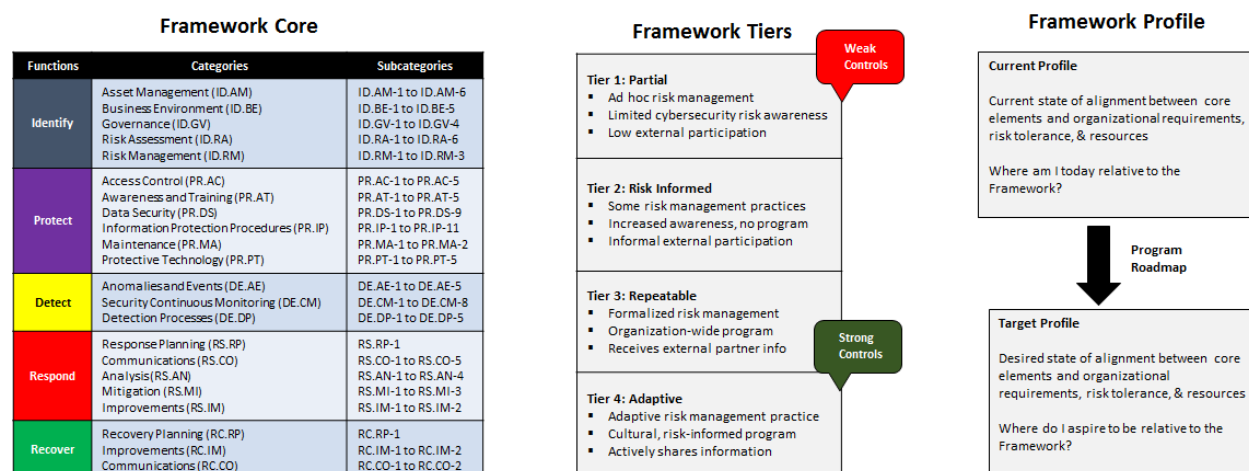 Framework Core
Functions Categories Subcategories
Identify
Asset Management (ID.AM) ID.AM-1 to ID.AM-6
Business Environment (ID.BE) ID.BE-1 to ID.BE-5
Governance (ID.GV) ID.GV-1 to ID.GV-4
Risk Assessment (ID.RA) ID.RA-1 to ID.RA-6
Risk Management (ID.RM) ID.RM-1 to ID.RM-3
Protect
Access Control (PR.AC) PR.AC-1 to PR.AC-5
Awareness and Training (PR.AT) PR.AT-1 to PR.AT-5
Data Security (PR.DS) PR.DS-1 to PR.DS-9
Information Protection Procedures (PR.IP) PR.IP-1 to PR.IP-11
Maintenance (PR.MA) PR.MA-1 to PR.MA-2
Protective Technology (PR.PT) PR.PT-1 to PR.PT-5
Detect
Anomalies and Events (DE.AE) DE.AE-1 to DE.AE-5
Security Continuous Monitoring (DE.CM) DE.CM-1 to DE.CM-8
Detection Processes (DE.DP) DE.DP-1 to DE.DP-5
Respond
Response Planning (RS.RP) RS.RP-1
Communications (RS.CO) RS.CO-1 to RS.CO-5
Analysis (RS.AN) RS.AN-1 to RS.AN-4
Mitigation (RS.MI) RS.MI-1 to RS.MI-3
Improvements (RS.IM) RS.IM-1 to RS.IM-2
Recover
Recovery Planning (RC.RP) RC.RP-1
Improvements (RC.IM) RC.IM-1 to RC.IM-2
Communications (RC.CO) RC.CO-1 to RC.CO-2
Framework Tiers
Weak
Controls
Tier 1: Partial
▪ Ad hoc risk management
▪ Limited cybersecurity risk awareness
▪ Low external participation
Tier 2: Risk Informed
▪ Some risk management practices
▪ Increased awareness, no program
▪ Informal external participation
Tier 3: Repeatable
▪ Formalized risk management
▪ Organization-wide program
▪ Receives external partner info
Strong
Controls
Tier 4: Adaptive
▪ Adaptive risk management practice
▪ Cultural, risk-informed program
▪ Actively shares information
Framework Profile
Current Profile
Current state of alignment between core
elements and organizational requirements,
risk tolerance, & resources
Where am I today relative to the
Framework?
Program
Roadmap
Target Profile
Desired state of alignment between core
elements and organizational
requirements, risk tolerance, & resources
Where do I aspire to be relative to the
Framework?